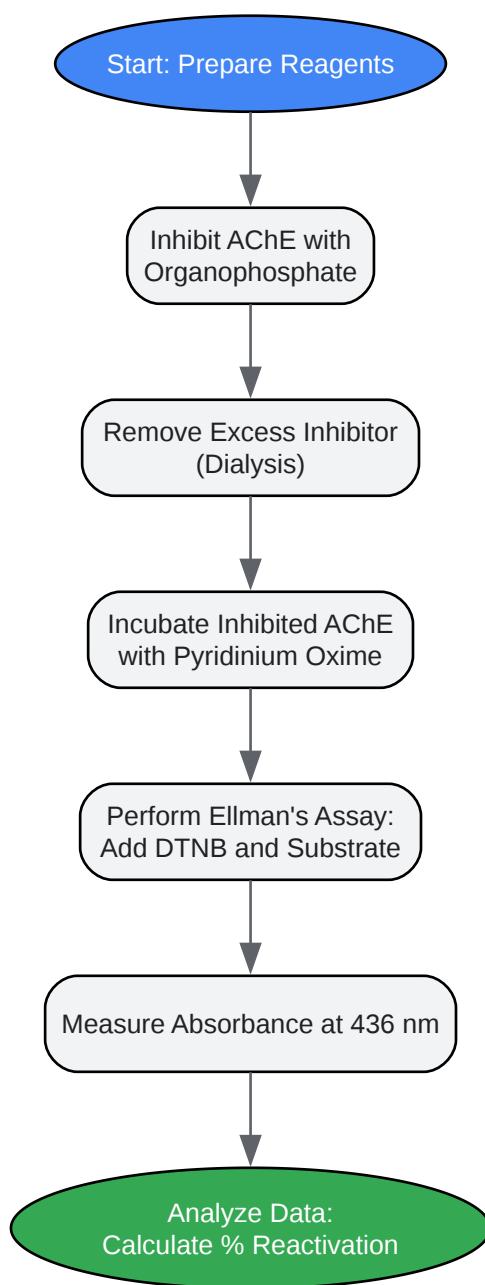 Start: Prepare Reagents
Inhibit AChE with
Organophosphate
Remove Excess Inhibitor
(Dialysis)
Incubate Inhibited AChE
with Pyridinium Oxime
Perform Ellman's Assay:
Add DTNB and Substrate
Measure Absorbance at 436 nm
Analyze Data:
Calculate % Reactivation